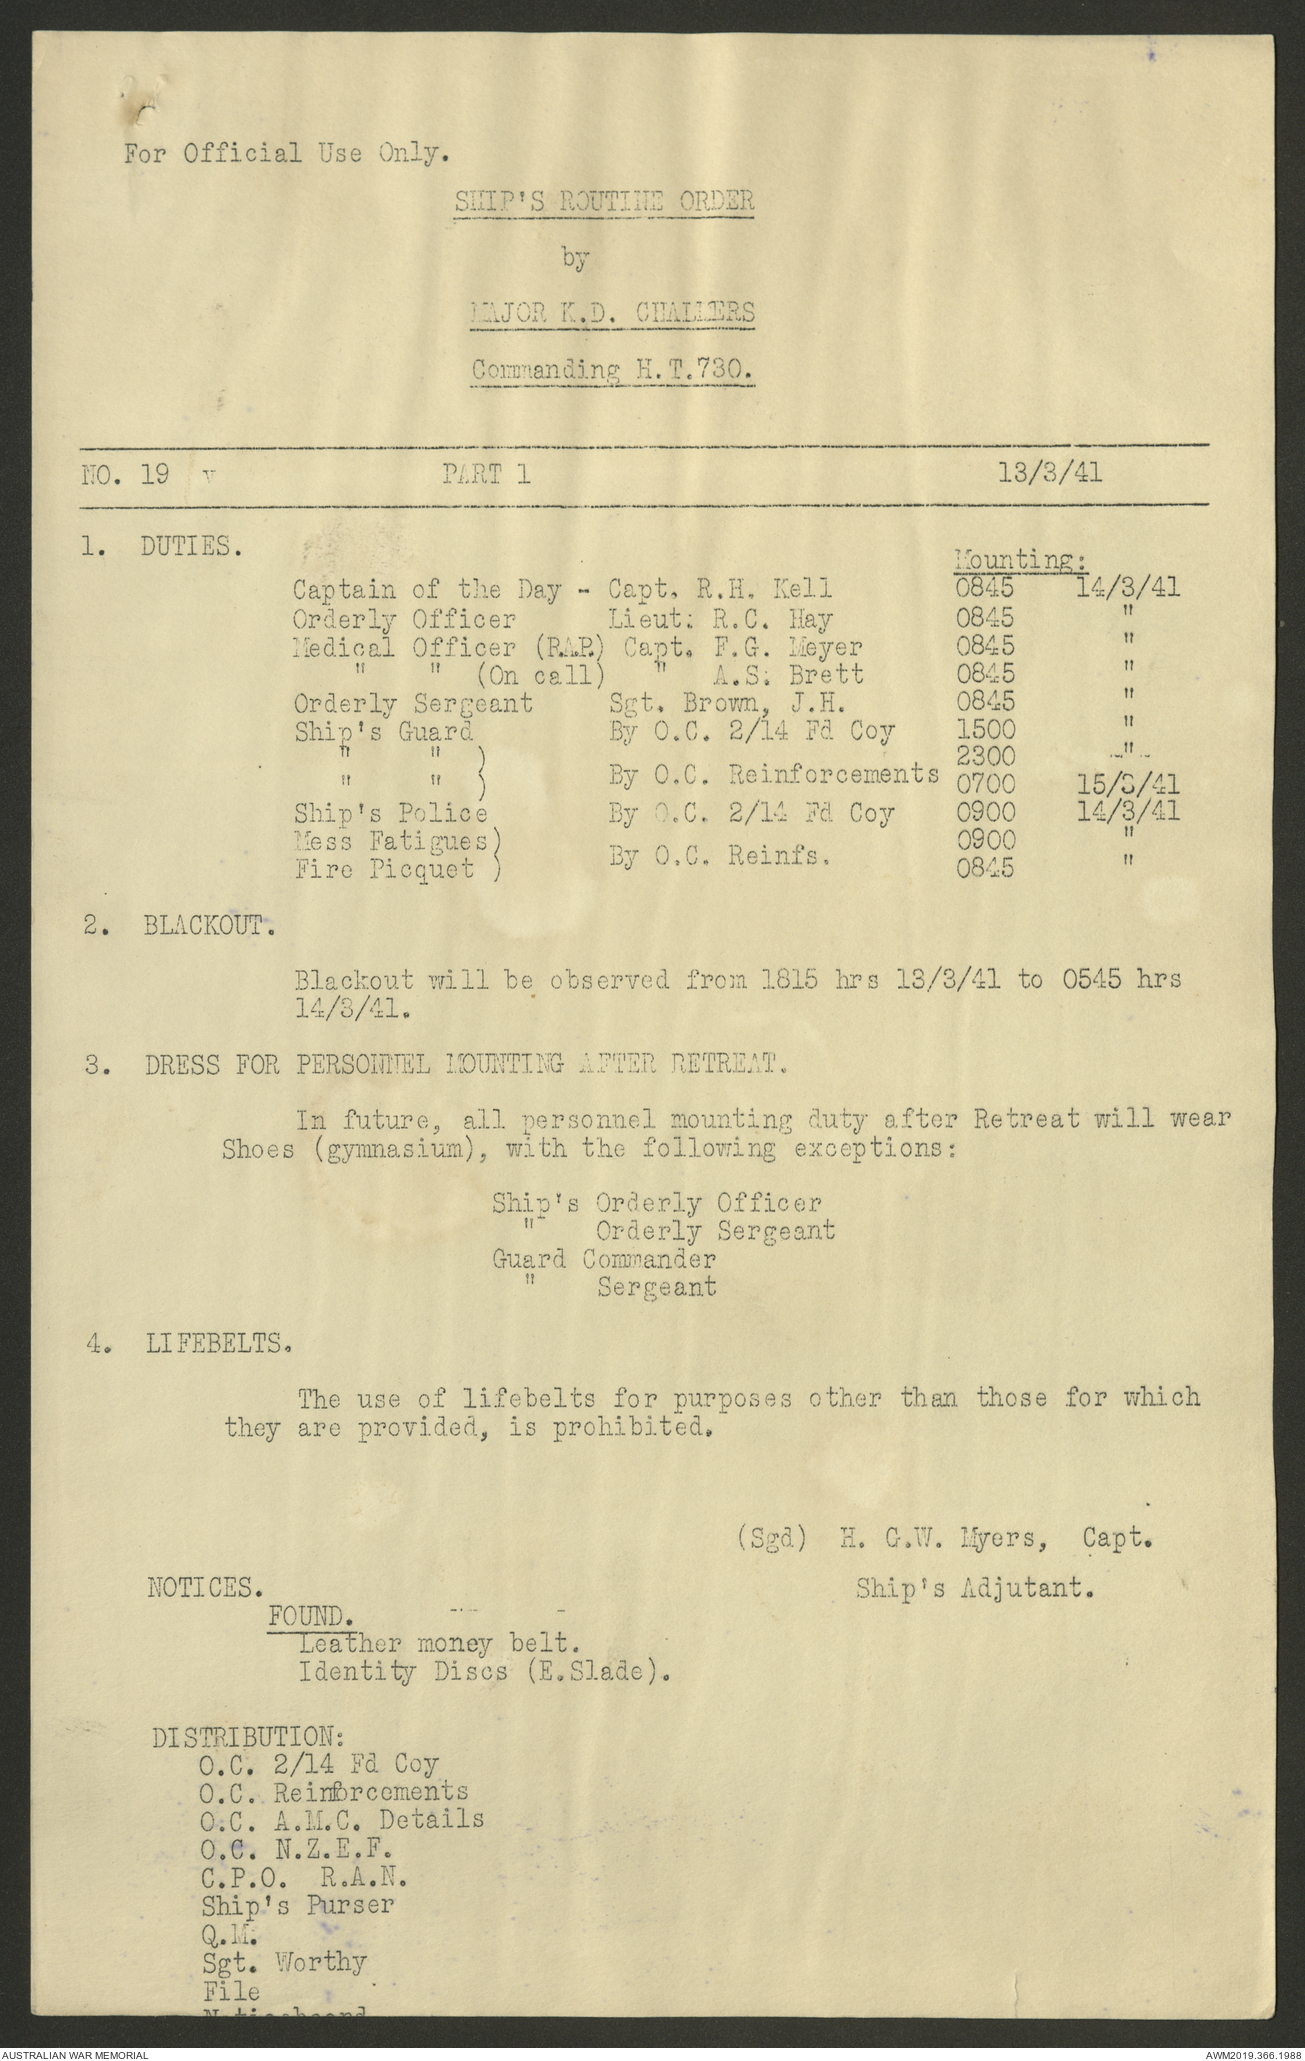 For Official Use Only.
SHIP'S ROUTINE ORDER
by
MAJOR K.D. CHALMERS
Commanding H.T.730.
NO. 19 v PART 1 13/3/41
1. DUTIES.
Mounting:
Captain of the Day - Capt. R.H. Kell 0845 14/3/41
Orderly Officer Lieut: R.C. Hay 0845 "
Medical Officer (R.A.P.) Capt. F.G. Meyer 0845 "
" " (On call) " A.S. Brett 0845 "
Orderly Sergeant Sgt. Brown, J.H. 0845 "
Ship's Guard By O.C. 2/14 Fd Coy 1500 "
" " ) 2300 "
" " ) By O.C. Reinforcements 0700 15/3/41
Ship's Police By O.C. 2/14 Fd Coy 0900 14/3/41
Mess Fatigues) 0900 "
Fire Picquet ) By O.C. Reinfs. 0845 "
2. BLACKOUT.
Blackout will be observed from 1815 hrs 13/3/41 to 0545 hrs
14/3/41.
3. DRESS FOR PERSONNEL MOUNTING AFTER RETREAT.
In future, all personnel mounting duty after Retreat will wear
Shoes (gymnasium), with the following exceptions:
Ship's Orderly Officer
" Orderly Sergeant
Guard Commander
" Sergeant
4. LIFEBELTS.
The use of lifebelts for purposes other than those for which
they are provided, is prohibited.
(Sgd) H. G.W. Myers, Capt.
Ship's Adjutant.
NOTICES.
FOUND.
Leather money belt.
Identity Discs (E.Slade).
DISTRIBUTION:
O.C. 2/14 Fd Coy
O.C. Reinforcements
O.C. A.M.C. Details
O.C. N.Z.E.F.
C.P.O. R.A.N.
Ship's Purser
Q.M.
Sgt. Worthy
File
Noticeboard
AUSTRALIAN WAR MEMORIAL AWM2019.366.1988